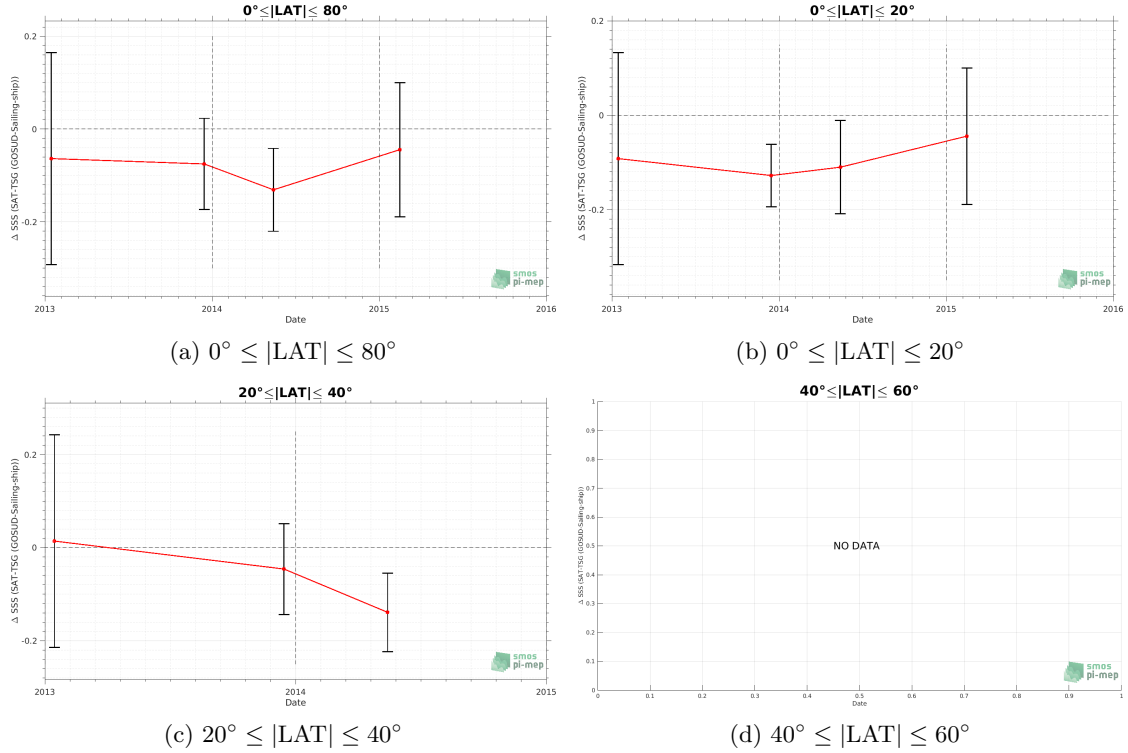 0°≤|LAT|≤ 80°
Δ SSS (SAT-TSG (GOSUD-Sailing-ship))
0.2
0
-0.2
2013
2014
2015
2016
Date
smos
pi-mep
(a) 0° ≤ |LAT| ≤ 80°
0°≤|LAT|≤ 20°
Δ SSS (SAT-TSG (GOSUD-Sailing-ship))
0.2
0
-0.2
2013
2014
2015
2016
Date
smos
pi-mep
(b) 0° ≤ |LAT| ≤ 20°
20°≤|LAT|≤ 40°
Δ SSS (SAT-TSG (GOSUD-Sailing-ship))
0.2
0
-0.2
2013
2014
2015
Date
smos
pi-mep
(c) 20° ≤ |LAT| ≤ 40°
40°≤|LAT|≤ 60°
Δ SSS (SAT-TSG (GOSUD-Sailing-ship))
1
0.9
0.8
0.7
0.6
0.5
0.4
0.3
0.2
0.1
0
NO DATA
0
0.1
0.2
0.3
0.4
0.5
0.6
0.7
0.8
0.9
1
Date
smos
pi-mep
(d) 40° ≤ |LAT| ≤ 60°